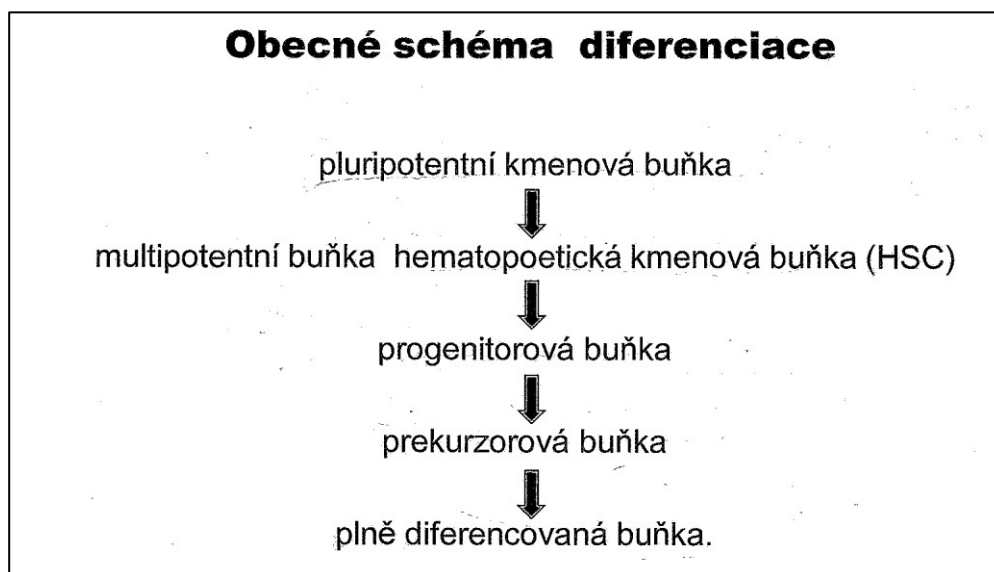 Obecné schéma diferenciace
pluripotentní kmenová buňka
multipotentní buňka hematopoetická kmenová buňka (HSC)
progenitorová buňka
prekurzorová buňka
plně diferencovaná buňka.